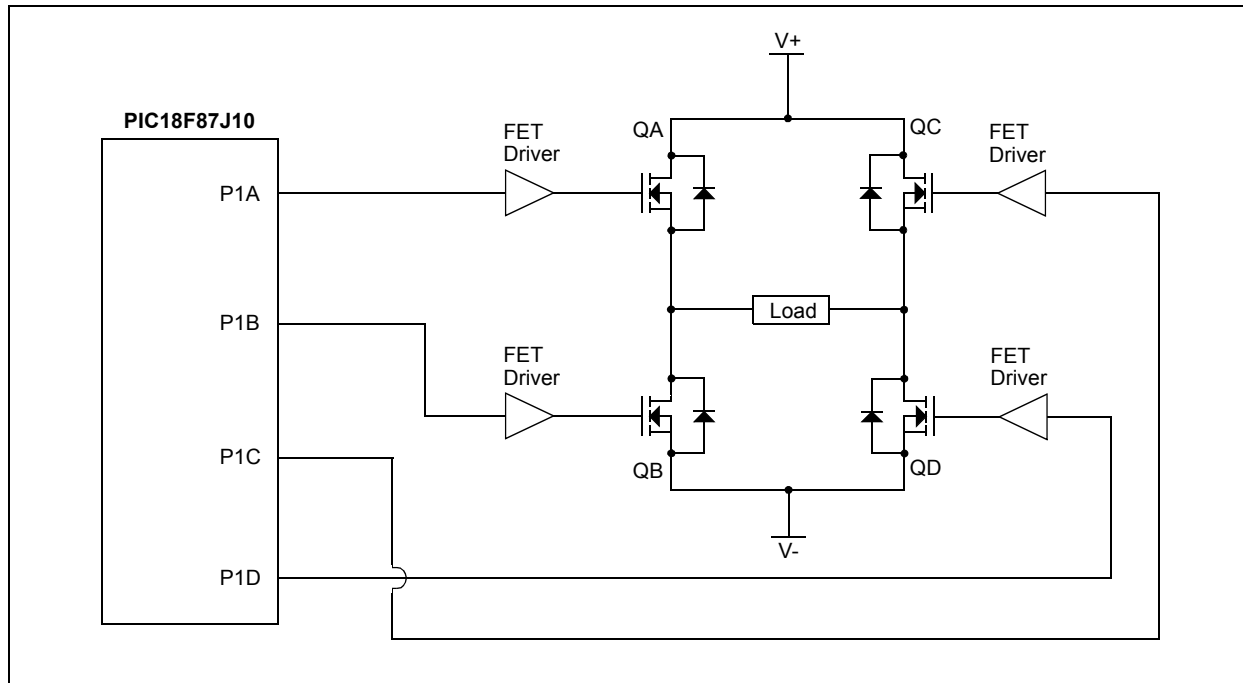 V+
PIC18F87J10
FET
Driver
QA
QC
FET
Driver
P1A
P1B
Load
FET
Driver
FET
Driver
P1C
QB
QD
V-
P1D